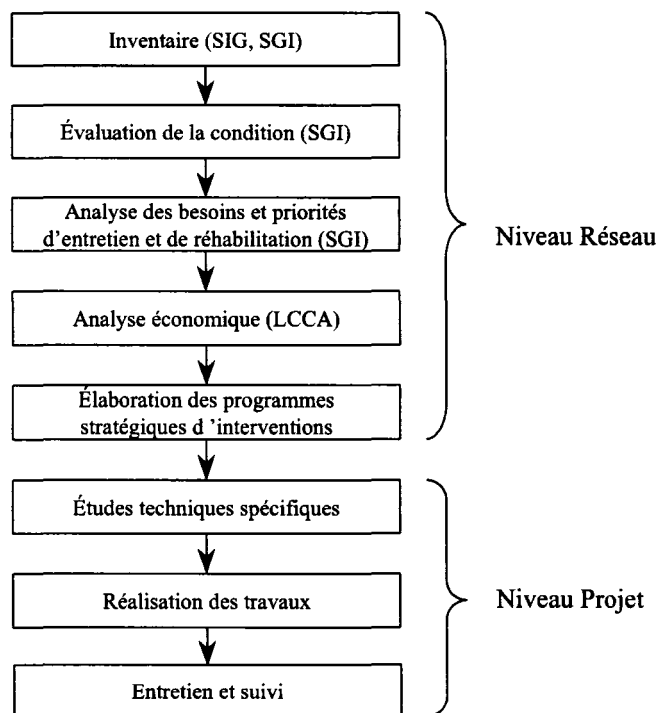 Inventaire (SIG, SGI)
Évaluation de la condition (SGI)
Analyse des besoins et priorités
d'entretien et de réhabilitation (SGI)
Analyse économique (LCCA)
Élaboration des programmes
stratégiques d 'interventions
Niveau Réseau
Études techniques spécifiques
Réalisation des travaux
Entretien et suivi
Niveau Projet